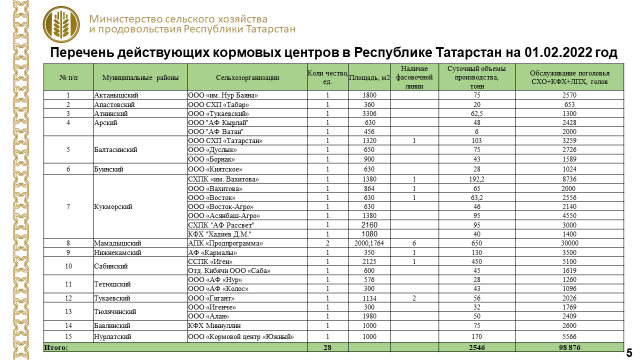 Министерство сельского хозяйства
и продовольствия Республики Татарстан
Перечень действующих кормовых центров в Республике Татарстан на 01.02.2022 год
№ п/п Муниципальные районы Сельхозорганизации Коли чество, ед. Площадь, м2 Наличие фасовочной линии Суточный объемы производства, тонн Обслуживание поголовья СХО+КФХ+ЛПХ, голов
1 Актанышский ООО «им. Нур Баяна» 1 1800 75 2570
2 Апастовский ООО СХП «Табар» 1 360 20 653
3 Атнинский ООО «Тукаевский» 1 3306 62,5 1300
4 Арский ООО "АФ Кырлай" 1 630 48 2428
5 Балтасинский ООО "АФ Ватан" 1 456 6 2000
ООО СХП «Татарстан» 1 1320 1 103 3259
ООО «Дуслык» 1 650 75 2726
ООО «Борнак» 1 900 43 1589
6 Буинский ООО «Киятское» 1 630 28 1024
7 Кукморский СХПК «им. Вахитова» 1 1380 1 192,2 8736
ООО «Вахитова» 1 864 1 65 2000
ООО «Восток» 1 630 1 63,2 2556
ООО «Восток-Агро» 1 630 46 2140
ООО «Асянбаш-Агро» 1 1380 95 4550
СХПК "АФ Рассвет" 1 2160 95 3000
КФХ "Хадиев Д.М." 1 1080 40 1400
8 Мамадышский АПК «Продпрограмма» 2 2000,1764 6 650 30000
9 Нижнекамский АФ «Кармалы» 1 350 1 130 3500
10 Сабинский ССПК «Иген» 1 2125 1 450 5100
Отд. Кибячи ООО «Саба» 1 600 45 1619
11 Тетюшский ООО «АФ «Нур» 1 576 28 1260
ООО «АФ «Колос» 1 300 43 1096
12 Тукаевский ООО «Гигант» 1 1134 2 56 2026
13 Тюлячинский ООО «Иген» 1 300 32 1769
ООО «Алан» 1 1980 50 2409
14 Бавлинский КФХ Миннуллин 1 1000 75 2600
15 Нурлатский ООО «Кормовой центр «Южный» 1 1000 170 5566
Итого: 28 2546 98 876
5